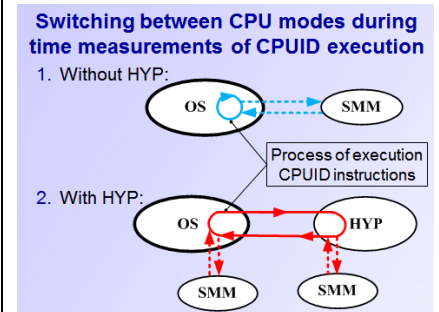 Switching between CPU modes during
time measurements of CPUID execution
1. Without HYP:
OS
SMM
Process of execution
CPUID instructions
2. With HYP:
OS
HYP
SMM
SMM